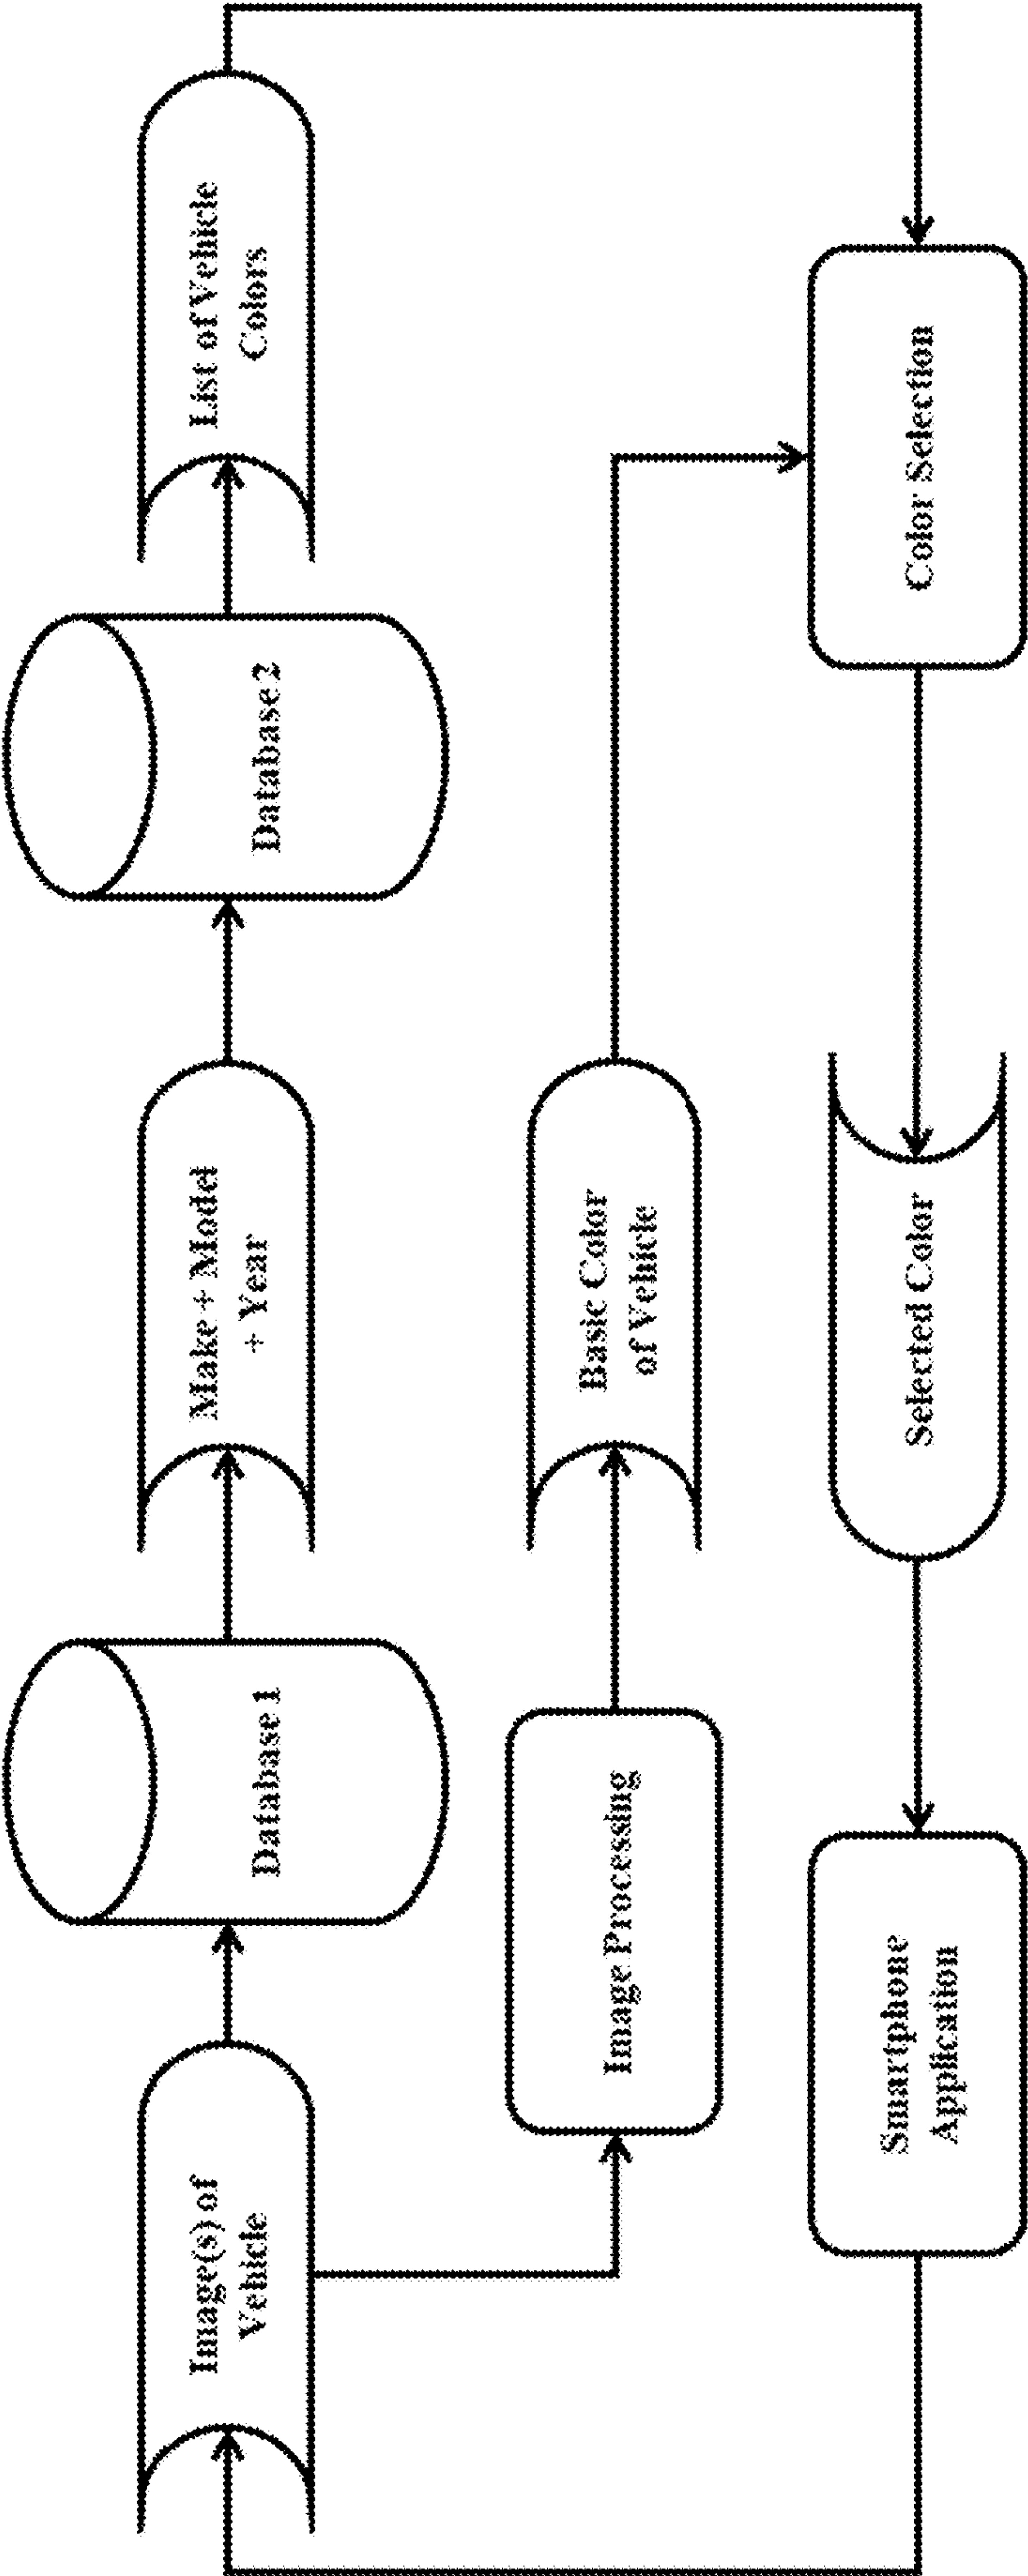 Image(s) of
Vehicle
Database 1
Make + Model
+ Year
Database 2
List of Vehicle
Colors
Image Processing
Basic Color
of Vehicle
Smartphone
Application
Selected Color
Color Selection